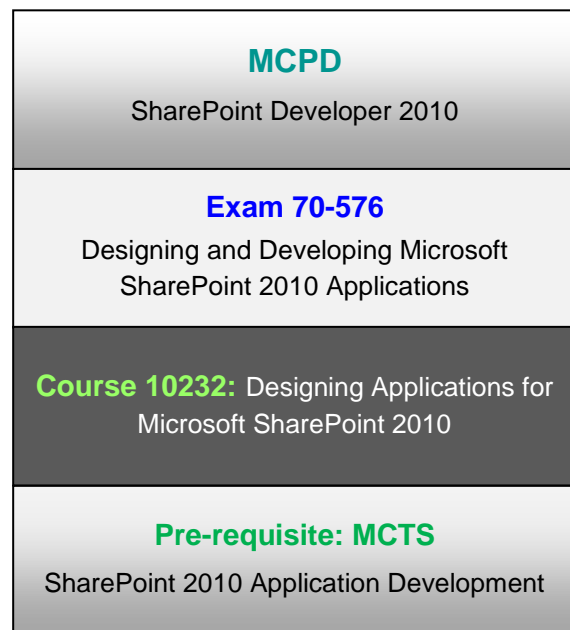 MCPD
SharePoint Developer 2010
Exam 70-576
Designing and Developing Microsoft
SharePoint 2010 Applications
Course 10232: Designing Applications for
Microsoft SharePoint 2010
Pre-requisite: MCTS
SharePoint 2010 Application Development